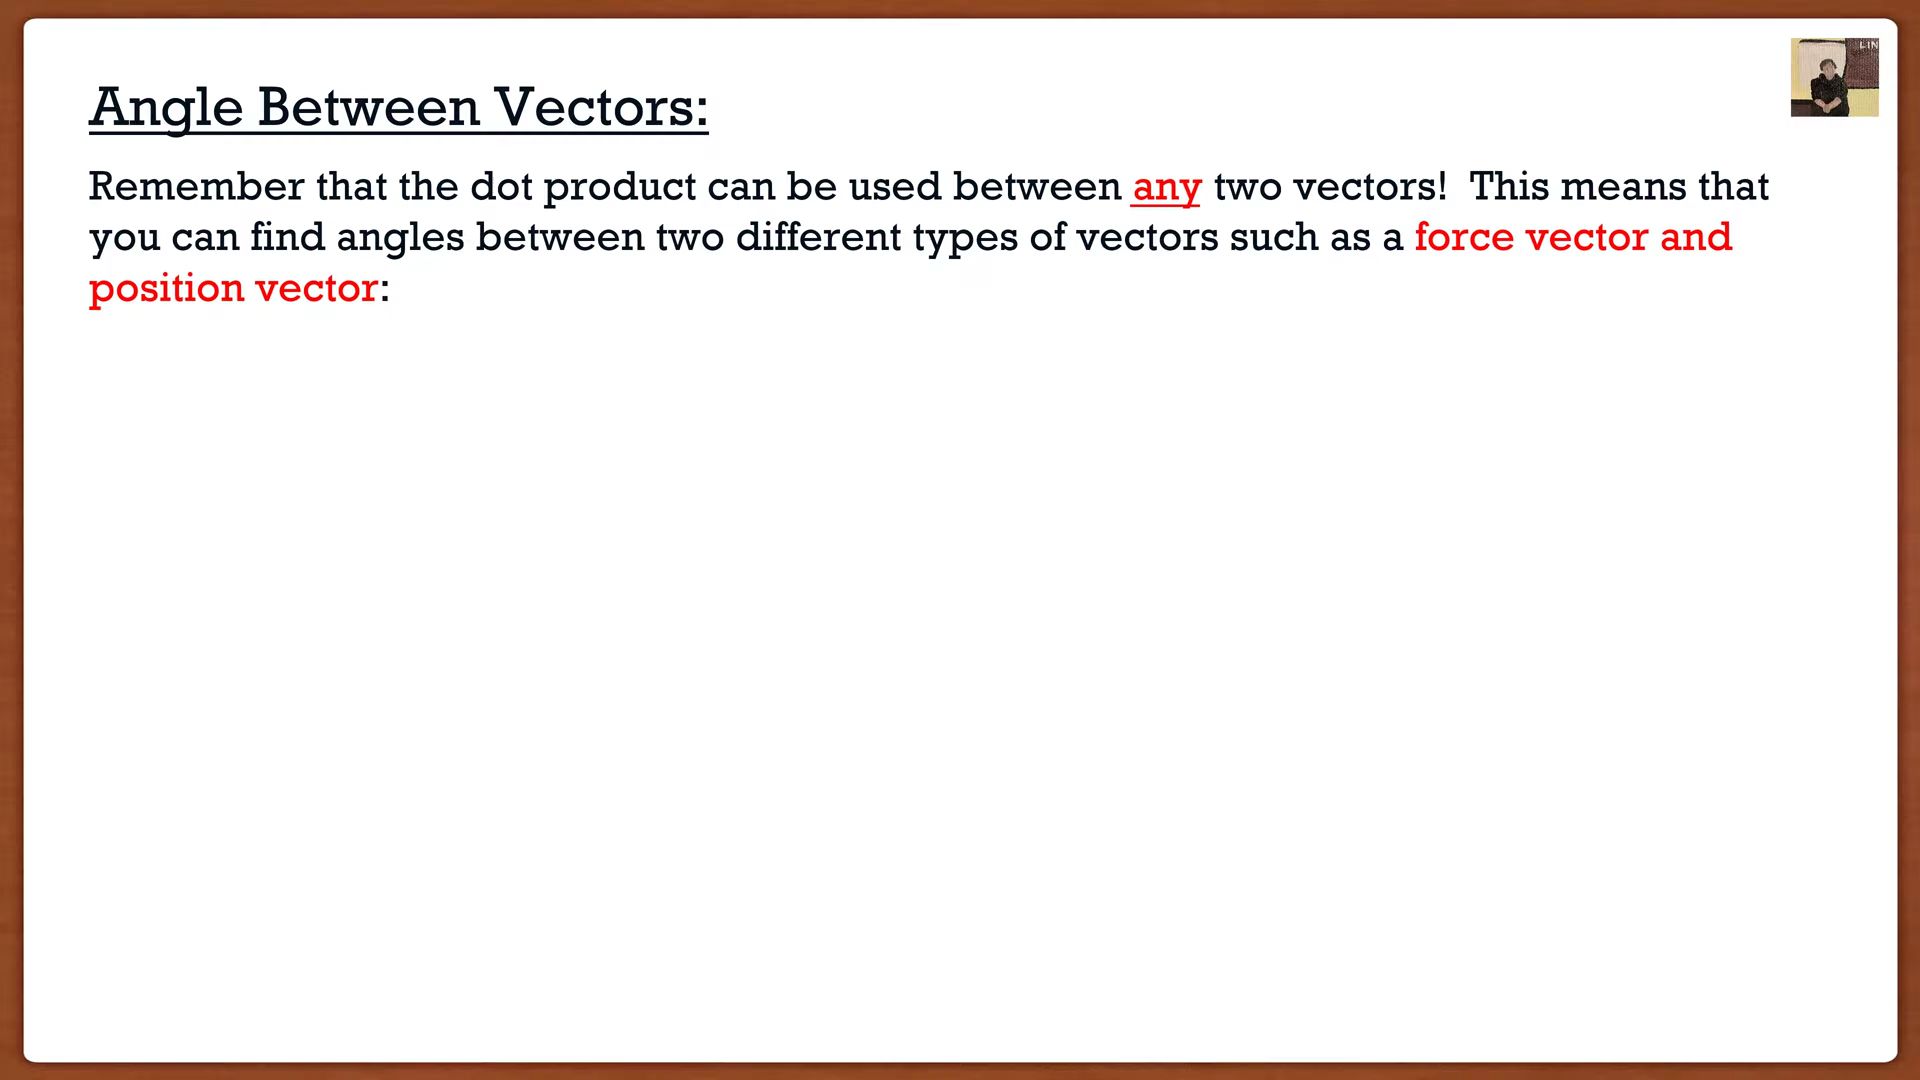 LIN
Angle Between Vectors:
Remember that the dot product can be used between any two vectors!  This means that
you can find angles between two different types of vectors such as a force vector and
position vector: